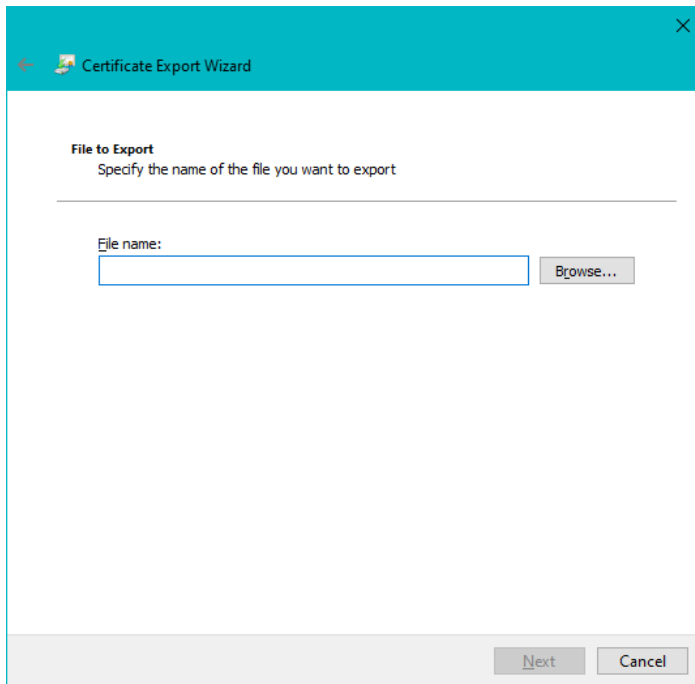 Certificate Export Wizard
File to Export
Specify the name of the file you want to export
File name:
Browse...
Next
Cancel